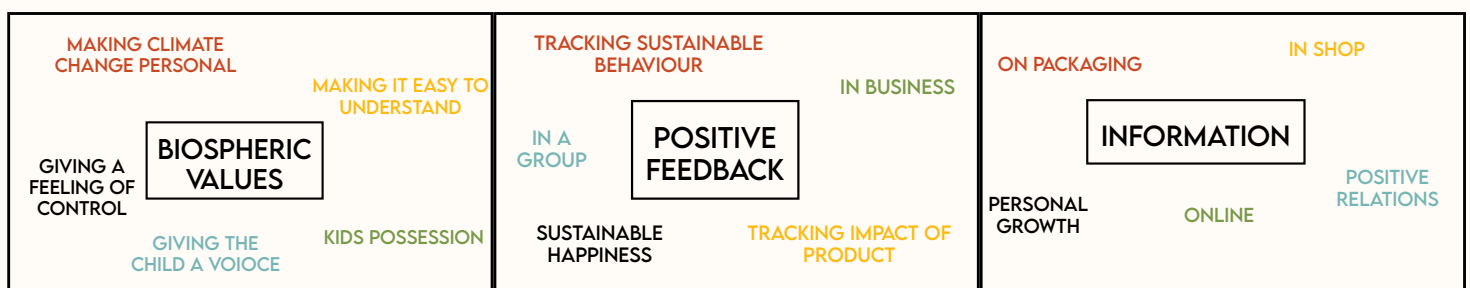 MAKING CLIMATE
CHANGE PERSONAL
MAKING IT EASY TO
UNDERSTAND
BIOSPHERIC
VALUES
GIVING A
FEELING OF
CONTROL
GIVING THE
CHILD A VOIOCE
KIDS POSSESSION
TRACKING SUSTAINABLE
BEHAVIOUR
IN BUSINESS
IN A
GROUP
POSITIVE
FEEDBACK
SUSTAINABLE
HAPPINESS
TRACKING IMPACT OF
PRODUCT
ON PACKAGING
IN SHOP
INFORMATION
PERSONAL
GROWTH
ONLINE
POSITIVE
RELATIONS